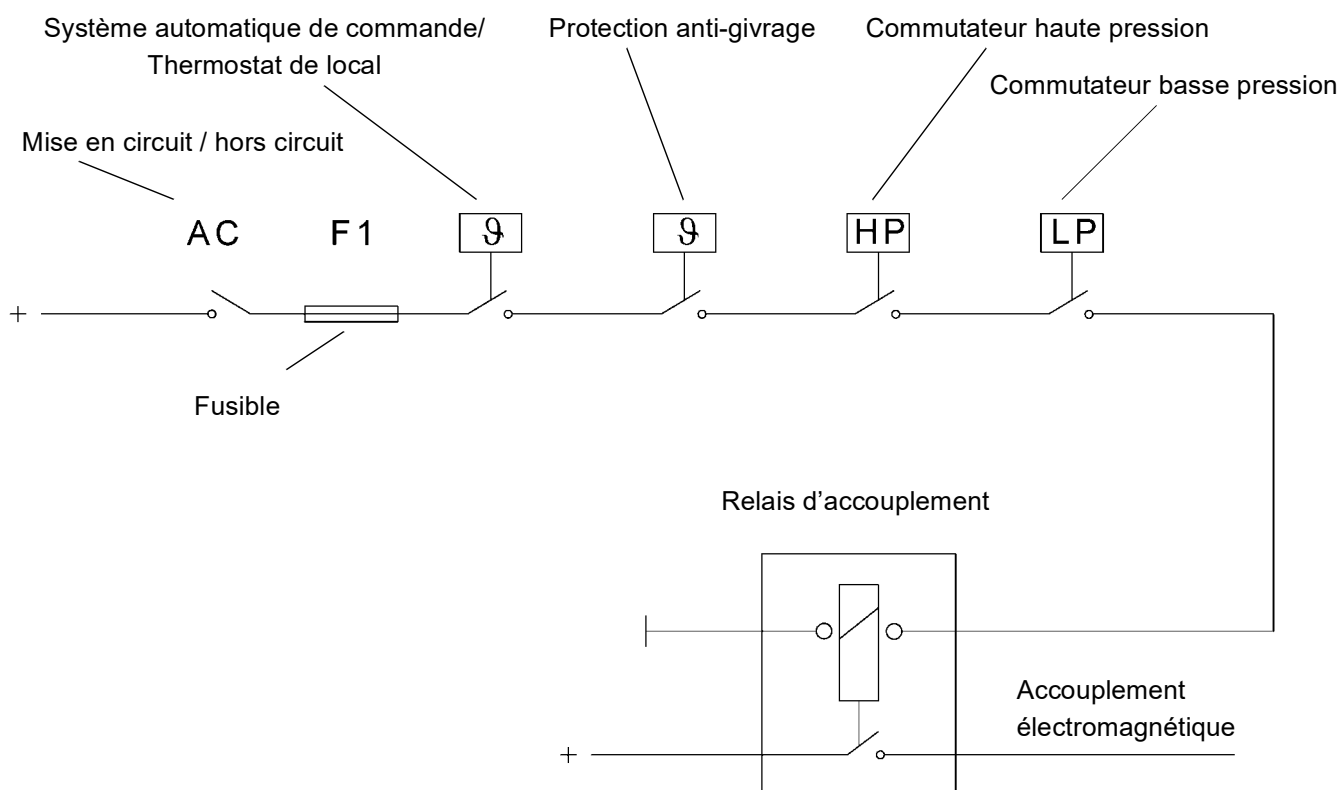 Système automatique de commande/
Thermostat de local
Protection anti-givrage
Commutateur haute pression
Commutateur basse pression
Mise en circuit / hors circuit
AC
F1
ϑ
ϑ
HP
LP
+
Fusible
Relais d’accouplement
Accouplement
électromagnétique
+